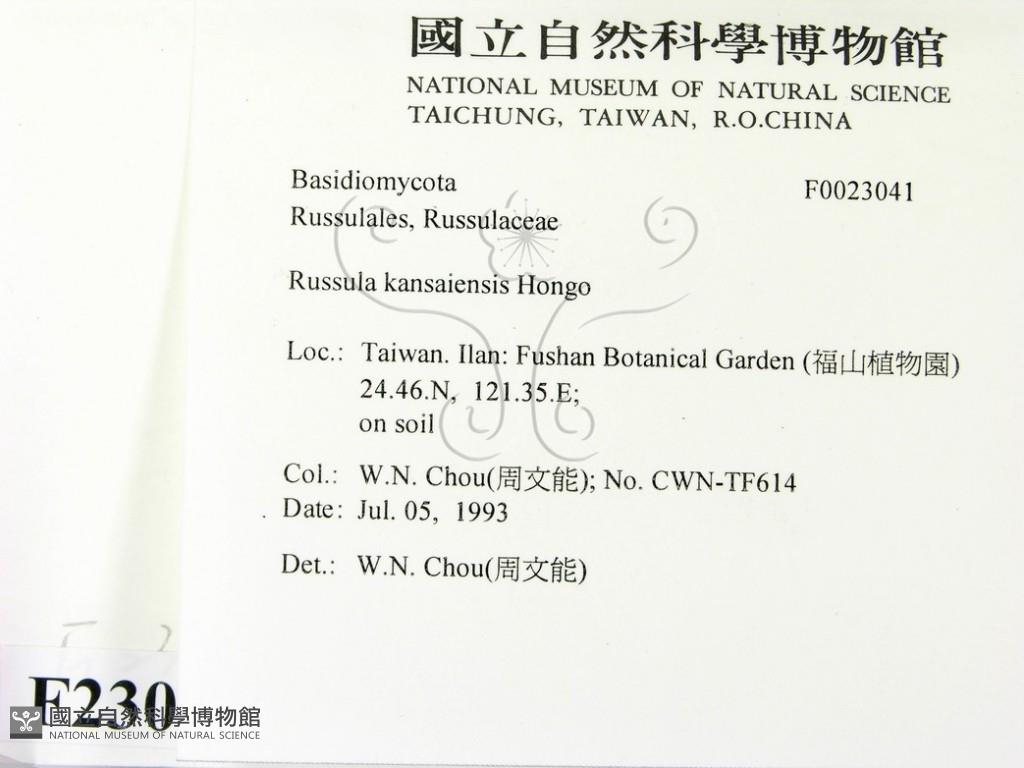 國立自然科學博物館
NATIONAL MUSEUM OF NATURAL SCIENCE
TAICHUNG, TAIWAN, R.O.CHINA
Basidiomycota F0023041
Russulales, Russulaceae
Russula kansaiensis Hongo
Loc.: Taiwan. Ilan: Fushan Botanical Garden (福山植物園)
24.46.N, 121.35.E;
on soil
Col.: W.N. Chou(周文能); No. CWN-TF614
Date: Jul. 05, 1993
Det.: W.N. Chou(周文能)
F230
國立自然科學博物館
NATIONAL MUSEUM OF NATURAL SCIENCE